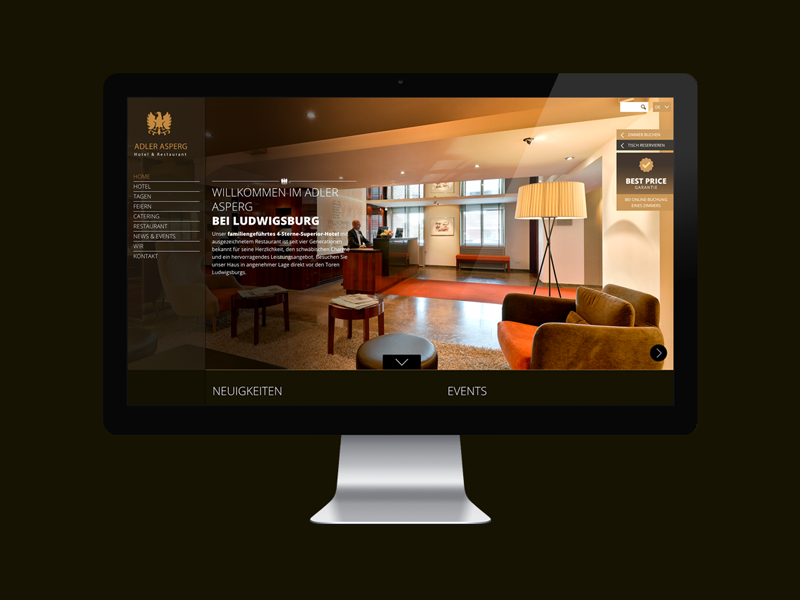 ADLER ASPERG
Hotel & Restaurant
HOME
HOTEL
TAGEN
FEIERN
CATERING
RESTAURANT
NEWS & EVENTS
WIR
KONTAKT
WILLKOMMEN IM ADLER
ASPERG
BEI LUDWIGSBURG
Unser familiengeführtes 4-Sterne-Superior-Hotel mit
ausgezeichnetem Restaurant ist seit vier Generationen
bekannt für seine Herzlichkeit, den schwäbischen Charme
und ein hervorragendes Leistungsangebot. Besuchen Sie
unser Haus in angenehmer Lage direkt vor den Toren
Ludwigsburgs.
DE
ZIMMER BUCHEN
TISCH RESERVIEREN
BEST PRICE
GARANTIE
BEI ONLINE-BUCHUNG
EINES ZIMMERS
NEUIGKEITEN
EVENTS